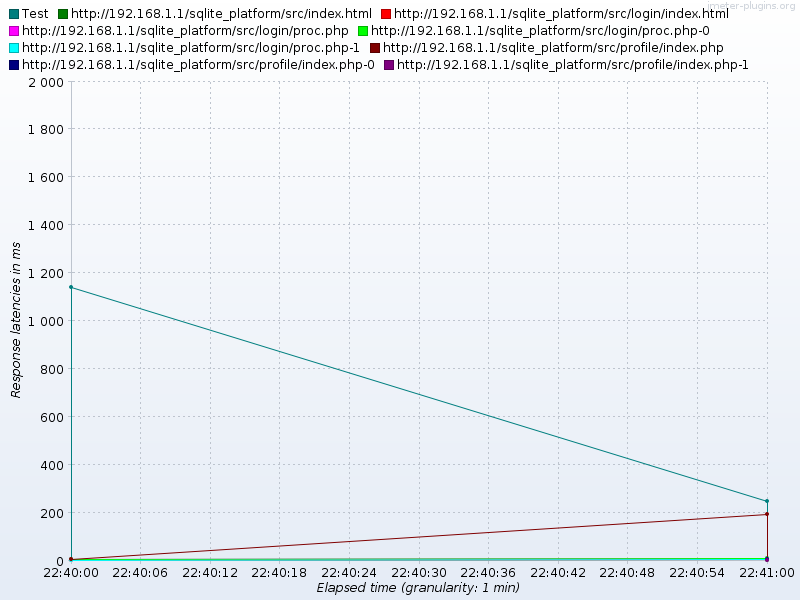 jmeter-plugins.org
Test http://192.168.1.1/sqlite_platform/src/index.html http://192.168.1.1/sqlite_platform/src/login/index.html
http://192.168.1.1/sqlite_platform/src/login/proc.php http://192.168.1.1/sqlite_platform/src/login/proc.php-0
http://192.168.1.1/sqlite_platform/src/login/proc.php-1 http://192.168.1.1/sqlite_platform/src/profile/index.php
http://192.168.1.1/sqlite_platform/src/profile/index.php-0 http://192.168.1.1/sqlite_platform/src/profile/index.php-1
2 000
1 800
1 600
1 400
1 200
1 000
800
600
400
200
0
Response latencies in ms
22:40:00 22:40:06 22:40:12 22:40:18 22:40:24 22:40:30 22:40:36 22:40:42 22:40:48 22:40:54 22:41:00
Elapsed time (granularity: 1 min)